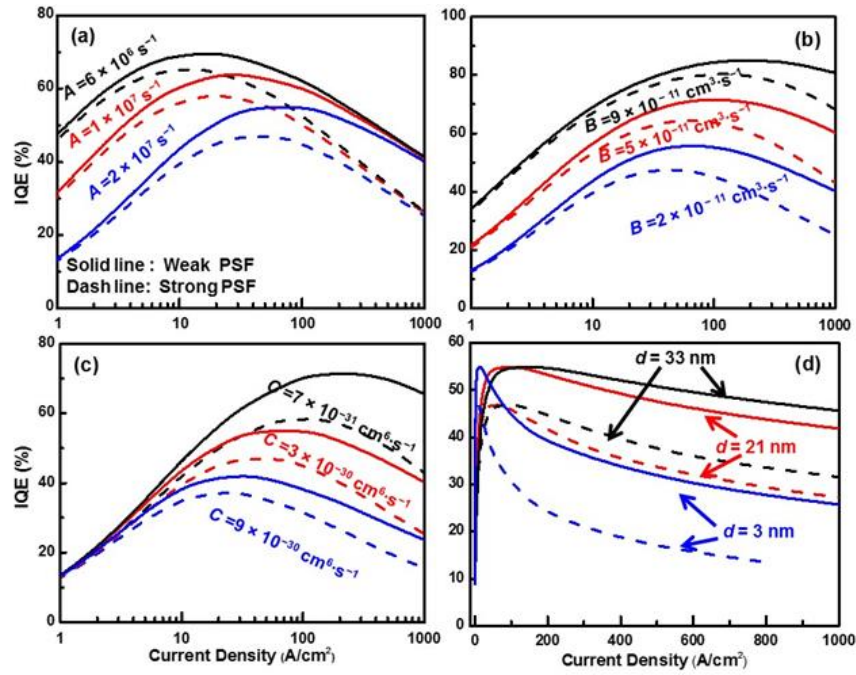 (a)
80
60
40
20
0
IQE (%)
A =6 × 10⁶ s⁻¹
A =1 × 10⁷ s⁻¹
A =2 × 10⁷ s⁻¹
Solid line : Weak PSF
Dash line: Strong PSF
1 10 100 1000
(b)
100
80
60
40
20
0
B =9 × 10⁻¹¹ cm³·s⁻¹
B =5 × 10⁻¹¹ cm³·s⁻¹
B =2 × 10⁻¹¹ cm³·s⁻¹
1 10 100 1000
(c)
80
60
40
20
0
IQE (%)
C =7 × 10⁻³¹ cm⁶·s⁻¹
C =3 × 10⁻³⁰ cm⁶·s⁻¹
C =9 × 10⁻³⁰ cm⁶·s⁻¹
1 10 100 1000
Current Density (A/cm²)
(d)
60
50
40
30
20
10
0
d = 33 nm
d = 21 nm
d = 3 nm
0 200 400 600 800 1000
Current Density (A/cm²)